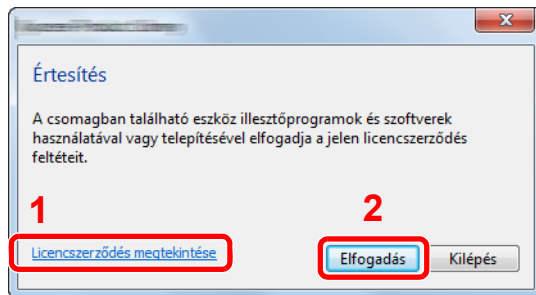 Értesítés
A csomagban található eszköz illesztőprogramok és szoftverek
használatával vagy telepítésével elfogadja a jelen licencszerződés
feltéteit.
1
2
Licencszerződés megtekintése
Elfogadás
Kilépés